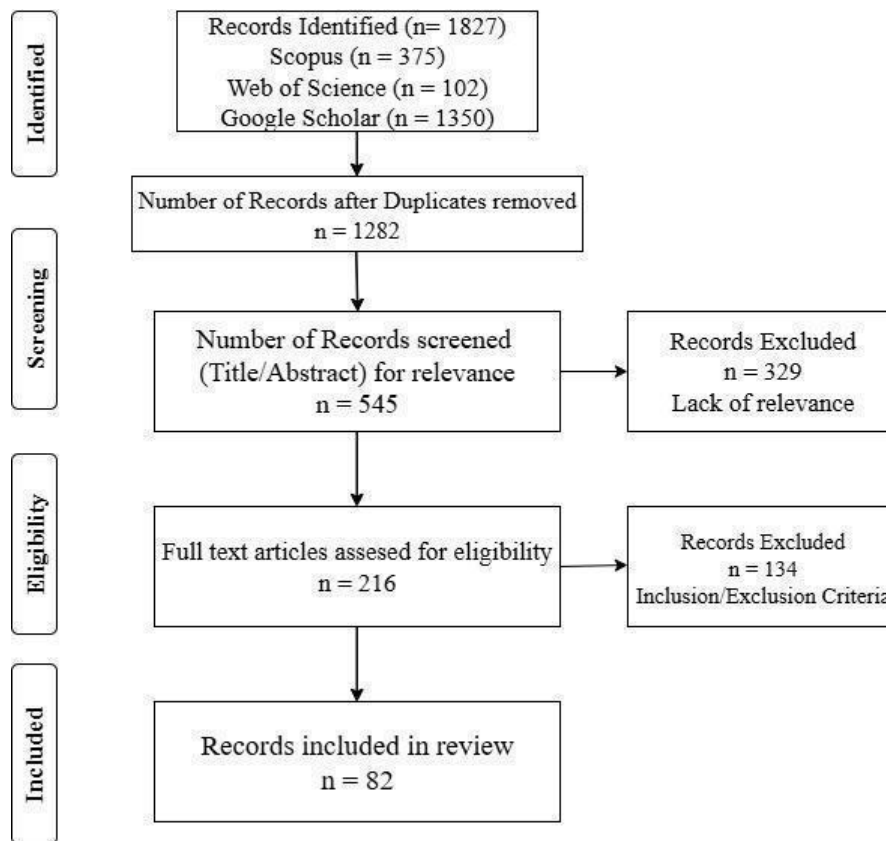 Identified
Records Identified (n= 1827)
Scopus (n = 375)
Web of Science (n = 102)
Google Scholar (n = 1350)
Number of Records after Duplicates removed
n = 1282
Screening
Number of Records screened
(Title/Abstract) for relevance
n = 545
Records Excluded
n = 329
Lack of relevance
Eligibility
Full text articles assesed for eligibility
n = 216
Records Excluded
n = 134
Inclusion/Exclusion Criteria
Included
Records included in review
n = 82